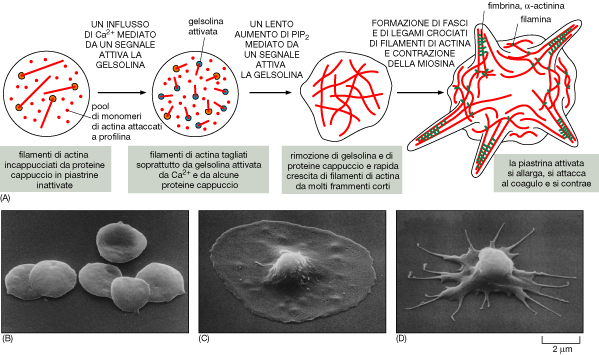 UN INFLUSSO
DI Ca2+ MEDIATO
DA UN SEGNALE
ATTIVA LA
GELSOLINA
gelsolina
attivata
UN LENTO
AUMENTO DI PIP2
MEDIATO DA
UN SEGNALE
ATTIVA
LA GELSOLINA
FORMAZIONE DI FASCI
E DI LEGAMI CROCIATI
DI FILAMENTI DI ACTINA
E CONTRAZIONE
DELLA MIOSINA
fimbrina, α-actinina
filamina
pool
di monomeri
di actina attaccati
a profilina
filamenti di actina
incappucciati da proteine
cappuccio in piastrine
inattivate
filamenti di actina tagliati
soprattutto da gelsolina attivata
da Ca2+ e da alcune
proteine cappuccio
rimozione di gelsolina e di
proteine cappuccio e rapida
crescita di filamenti di actina
da molti frammenti corti
la piastrina attivata
si allarga, si attacca
al coagulo e si contrae
(A)
(B)
(C)
(D)
2 µm